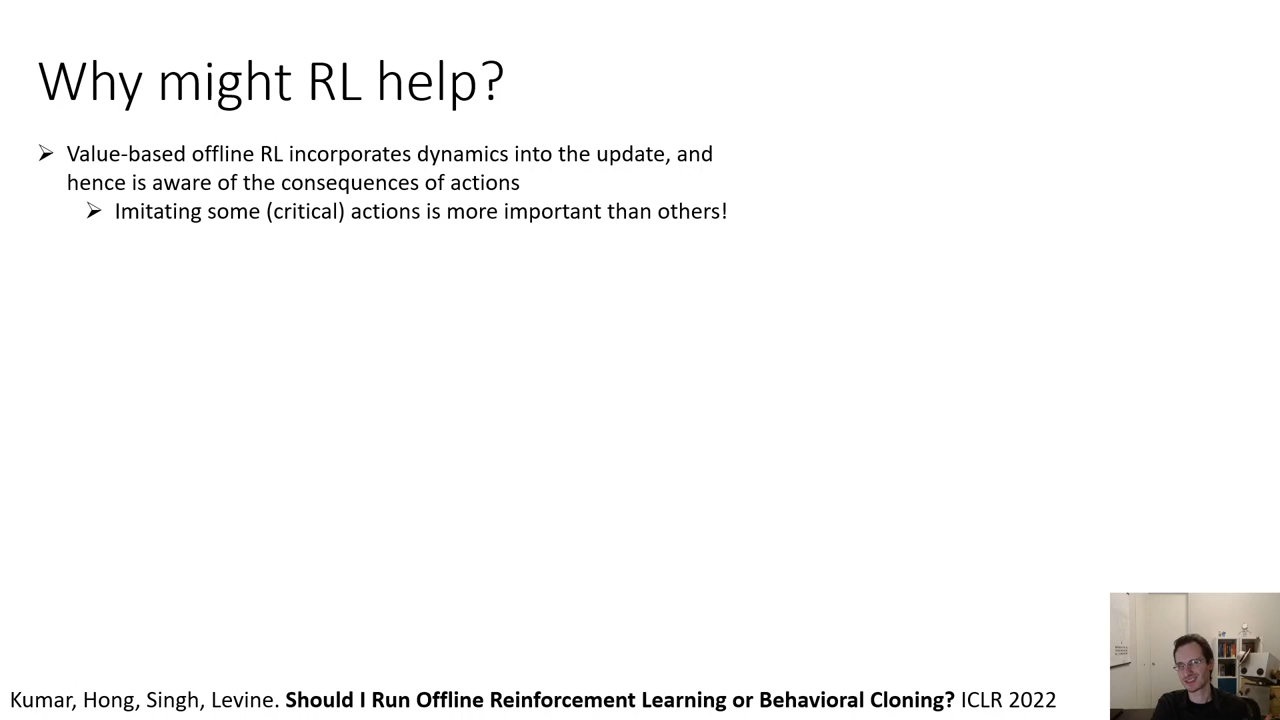 Why might RL help?
➢ Value-based offline RL incorporates dynamics into the update, and
hence is aware of the consequences of actions
➢ Imitating some (critical) actions is more important than others!
Kumar, Hong, Singh, Levine. Should I Run Offline Reinforcement Learning or Behavioral Cloning? ICLR 2022